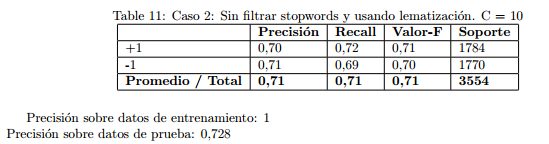 Table 11: Caso 2: Sin filtrar stopwords y usando lematización. C = 10
Precisión Recall Valor-F Soporte
+1 0,70 0,72 0,71 1784
-1 0,71 0,69 0,70 1770
Promedio / Total 0,71 0,71 0,71 3554
Precisión sobre datos de entrenamiento: 1
Precisión sobre datos de prueba: 0,728